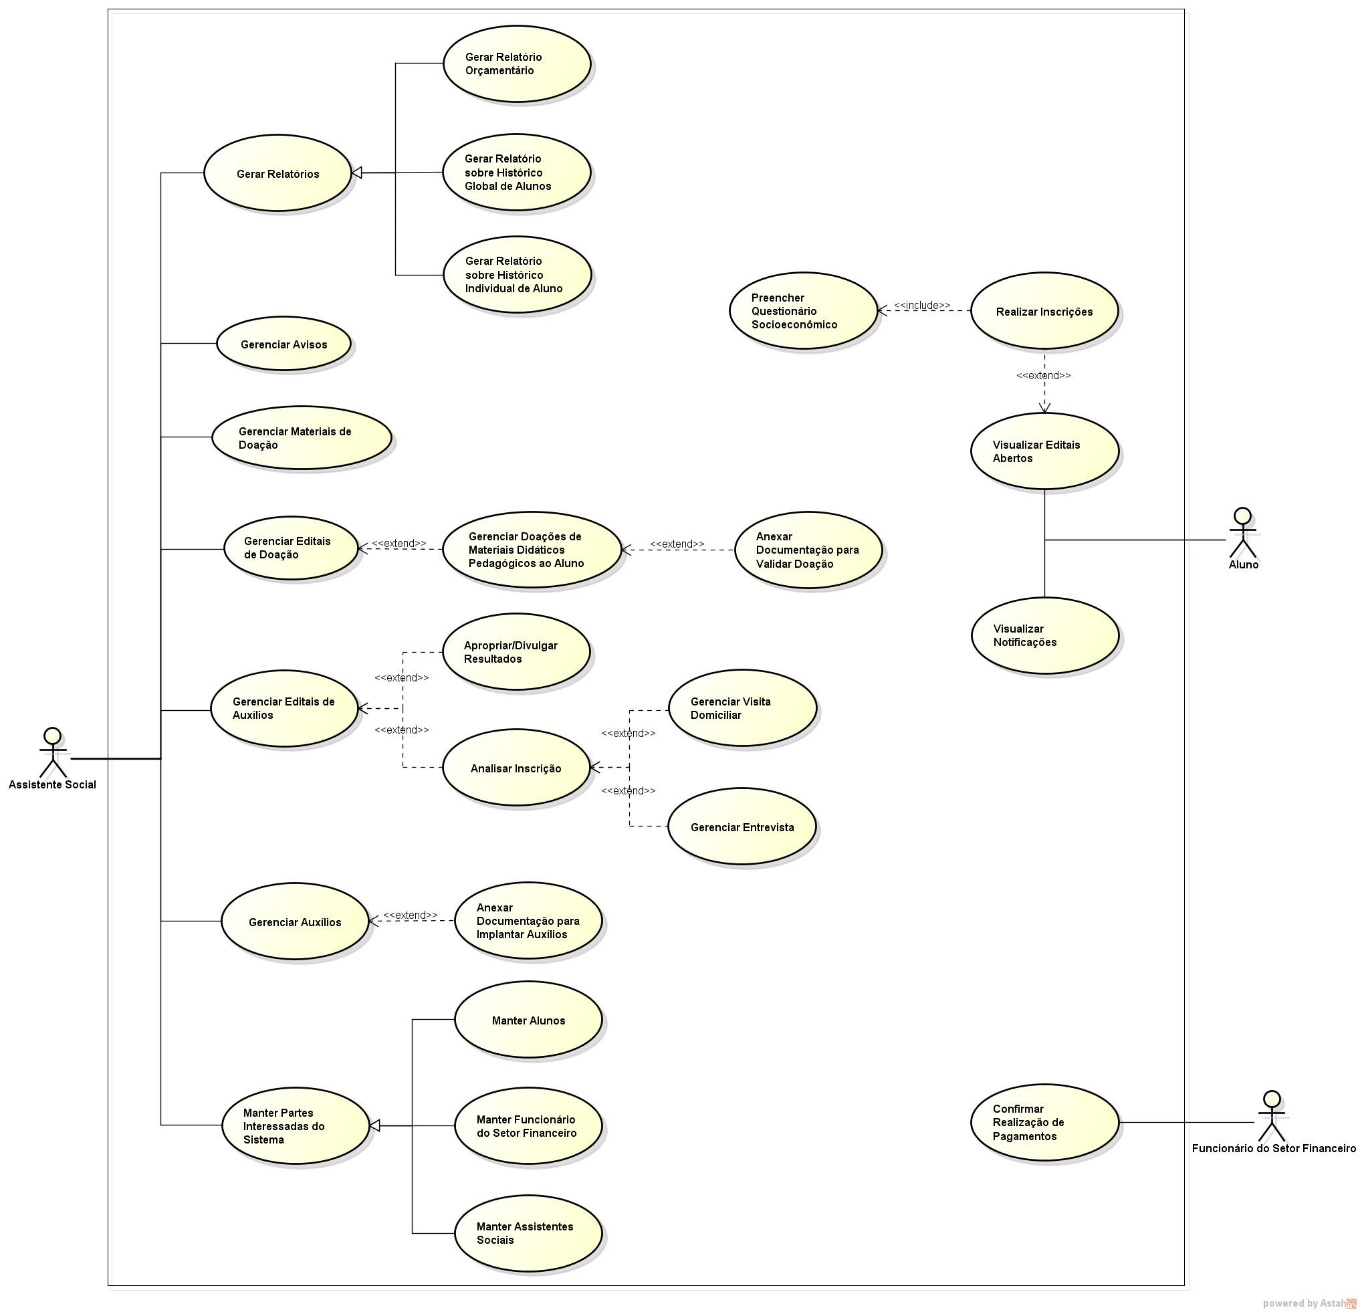 Gerar Relatório
Orçamentário
Gerar Relatórios
Gerar Relatório
sobre Histórico
Global de Alunos
Gerar Relatório
sobre Histórico
Individual de Aluno
Preencher
Questionário
Socioeconômico
<<include>>
Realizar Inscrições
Gerenciar Avisos
<<extend>>
Gerenciar Materiais de
Doação
Visualizar Editais
Abertos
Gerenciar Editais
de Doação
<<extend>>
Gerenciar Doações de
Materiais Didáticos
Pedagógicos ao Aluno
<<extend>>
Anexar
Documentação para
Validar Doação
Aluno
Apropriar/Divulgar
Resultados
Visualizar
Notificações
<<extend>>
Gerenciar Editais de
Auxílios
<<extend>>
Gerenciar Visita
Domiciliar
<<extend>>
Analisar Inscrição
<<extend>>
Assistente Social
Gerenciar Entrevista
Gerenciar Auxílios
<<extend>>
Anexar
Documentação para
Implantar Auxílios
Manter Alunos
Manter Partes
Interessadas do
Sistema
Manter Funcionário
do Setor Financeiro
Confirmar
Realização de
Pagamentos
Funcionário do Setor Financeiro
Manter Assistentes
Sociais
powered by Astah